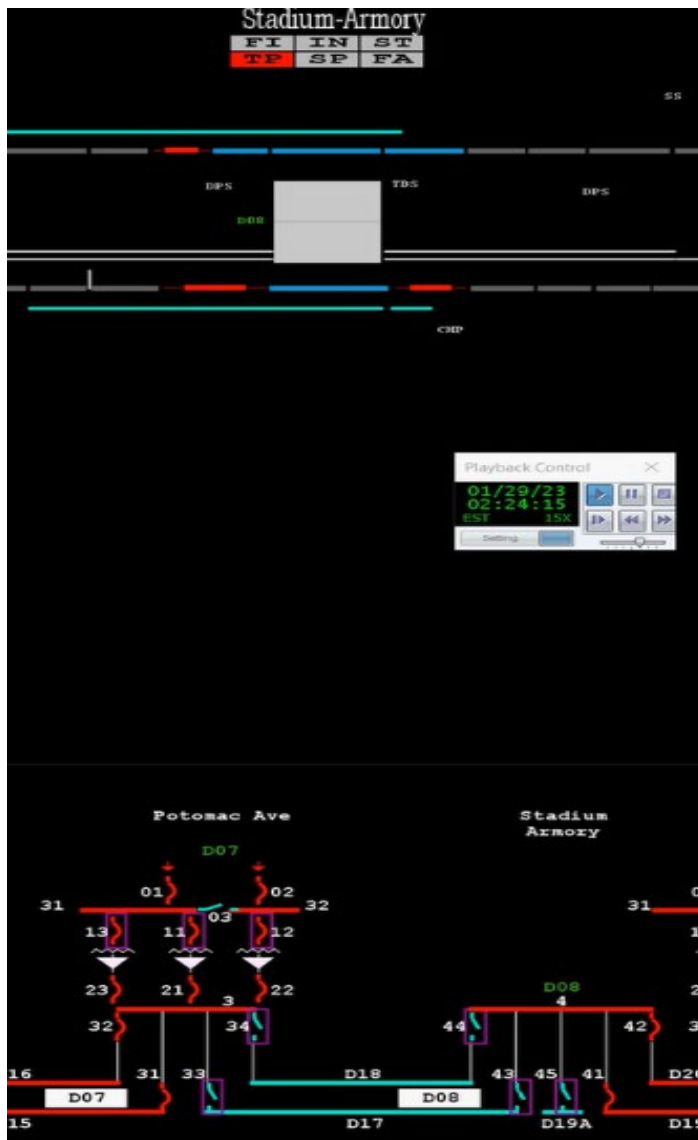 Stadium-Armory
FI IN ST
TP SP FA
SS
DPS
TDS
DPS
D08
CHP
Playback Control
01/29/23
02:24:15
EST 15X
Setting
Potomac Ave
Stadium
Armory
D07
01 02
31 03 32 31
13 11 12
23 21 22
3
D08
4
32 34 44 42
31 33 43 45 41
16 D18
D07 D08
15 D17 D19A